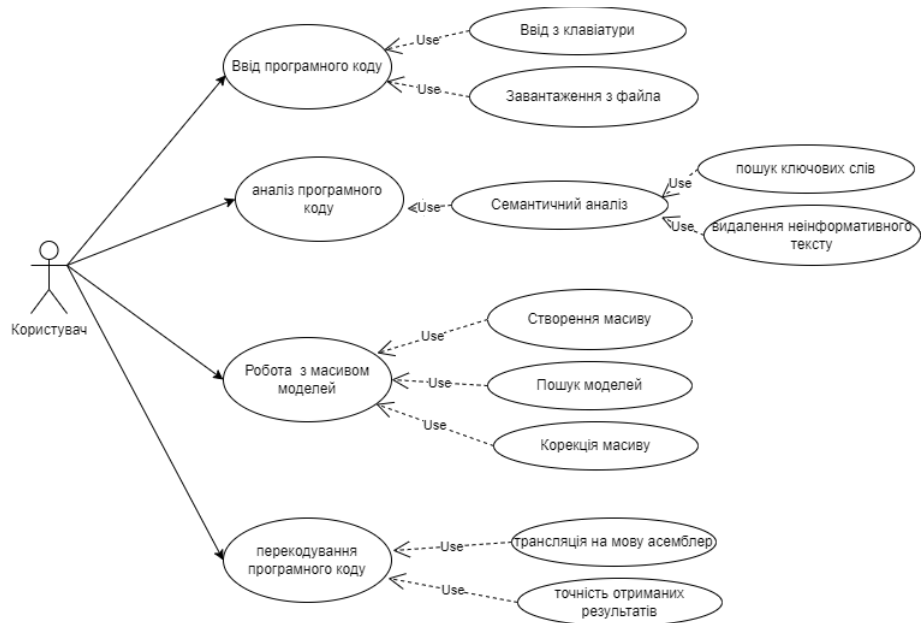 Ввід з клавіатури
Use
Ввід програмного коду
Use
Завантаження з файла
аналіз програмного
коду
Use
Семантичний аналіз
Use
пошук ключових слів
Use
видалення неінформативного
тексту
Користувач
Створення масиву
Use
Робота з масивом
моделей
Use
Пошук моделей
Use
Корекція масиву
перекодування
програмного коду
Use
трансляція на мову асемблер
Use
точність отриманих
результатів